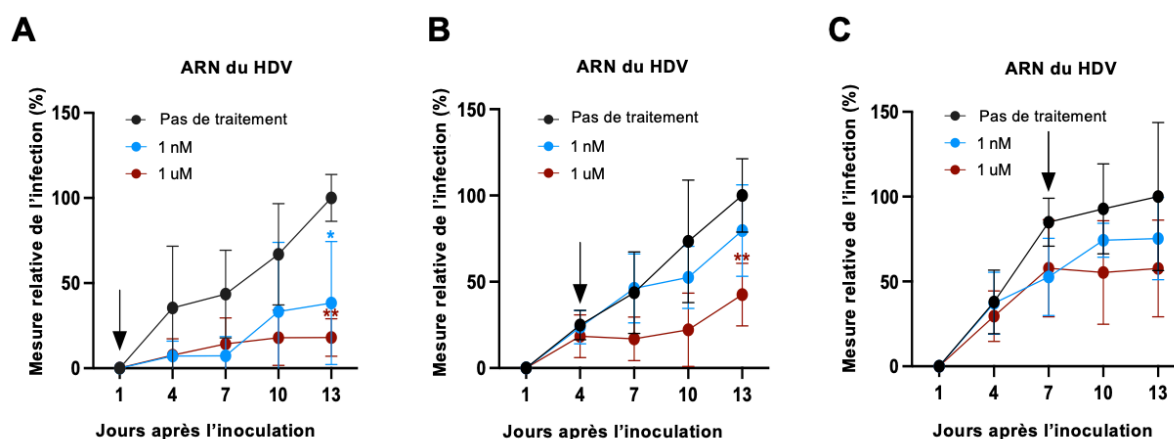 A
ARN du HDV
Mesure relative de l'infection (%)
150
100
50
0
Pas de traitement
1 nM
1 uM
*
**
1 4 7 10 13
Jours après l'inoculation
B
ARN du HDV
Mesure relative de l'infection (%)
150
100
50
0
Pas de traitement
1 nM
1 uM
**
1 4 7 10 13
Jours après l'inoculation
C
ARN du HDV
Mesure relative de l'infection (%)
150
100
50
0
Pas de traitement
1 nM
1 uM
1 4 7 10 13
Jours après l'inoculation